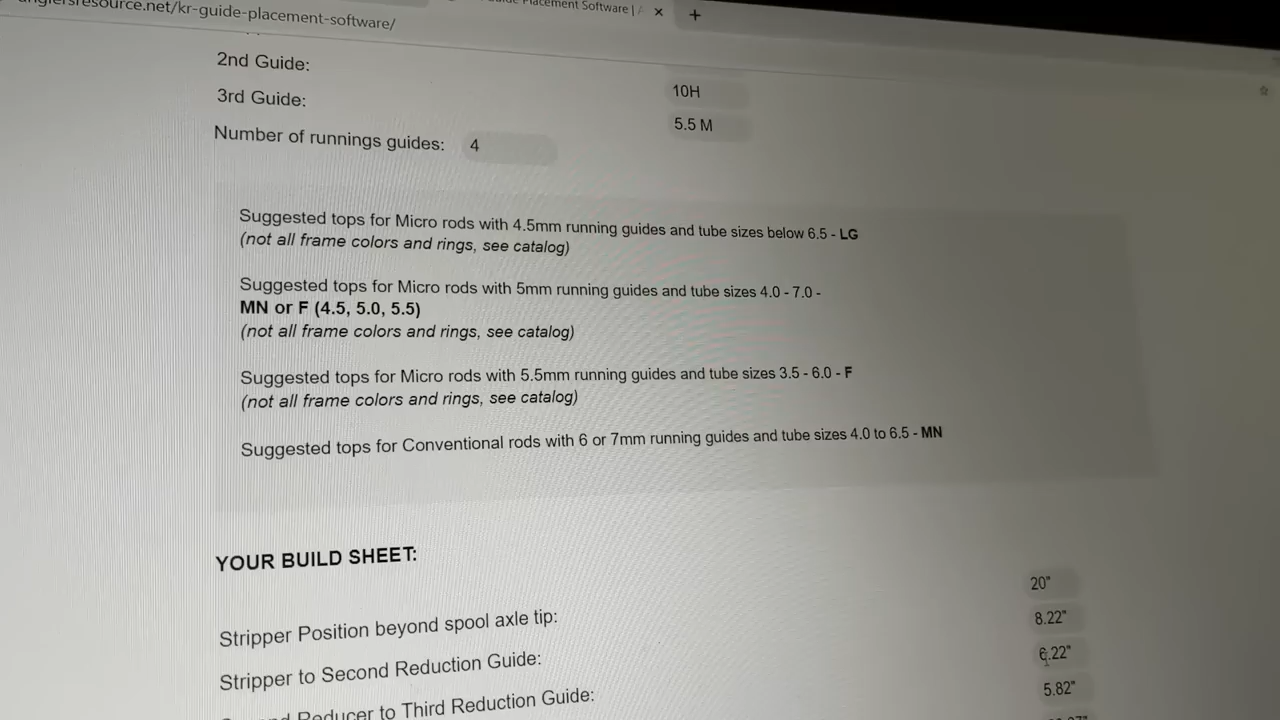 anglersresource.net/kr-guide-placement-software/
Placement Software |
2nd Guide:
10H
3rd Guide:
5.5 M
Number of runnings guides: 4
Suggested tops for Micro rods with 4.5mm running guides and tube sizes below 6.5 - LG
(not all frame colors and rings, see catalog)
Suggested tops for Micro rods with 5mm running guides and tube sizes 4.0 - 7.0 -
MN or F (4.5, 5.0, 5.5)
(not all frame colors and rings, see catalog)
Suggested tops for Micro rods with 5.5mm running guides and tube sizes 3.5 - 6.0 - F
(not all frame colors and rings, see catalog)
Suggested tops for Conventional rods with 6 or 7mm running guides and tube sizes 4.0 to 6.5 - MN
YOUR BUILD SHEET:
20"
Stripper Position beyond spool axle tip:
8.22"
Stripper to Second Reduction Guide:
6.22"
Reducer to Third Reduction Guide:
5.82"